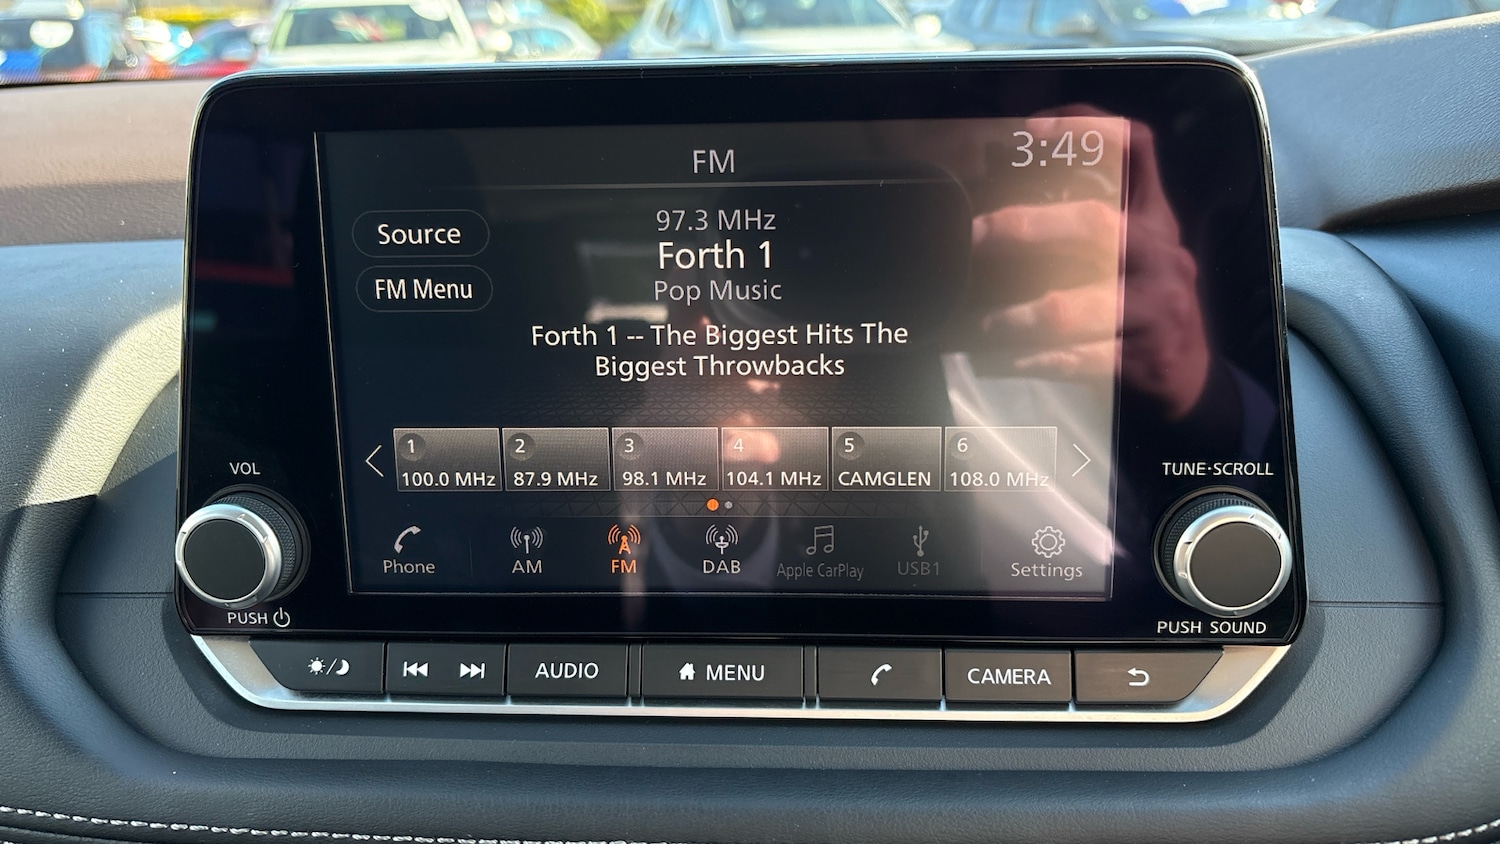 FM
3:49
97.3 MHz
Source
Forth 1
FM Menu
Pop Music
Forth 1 -- The Biggest Hits The
Biggest Throwbacks
1 2 3 4 5 6
100.0 MHz 87.9 MHz 98.1 MHz 104.1 MHz CAMGLEN 108.0 MHz
VOL
TUNE·SCROLL
Phone AM FM DAB Apple CarPlay USB1 Settings
PUSH
PUSH SOUND
AUDIO MENU CAMERA